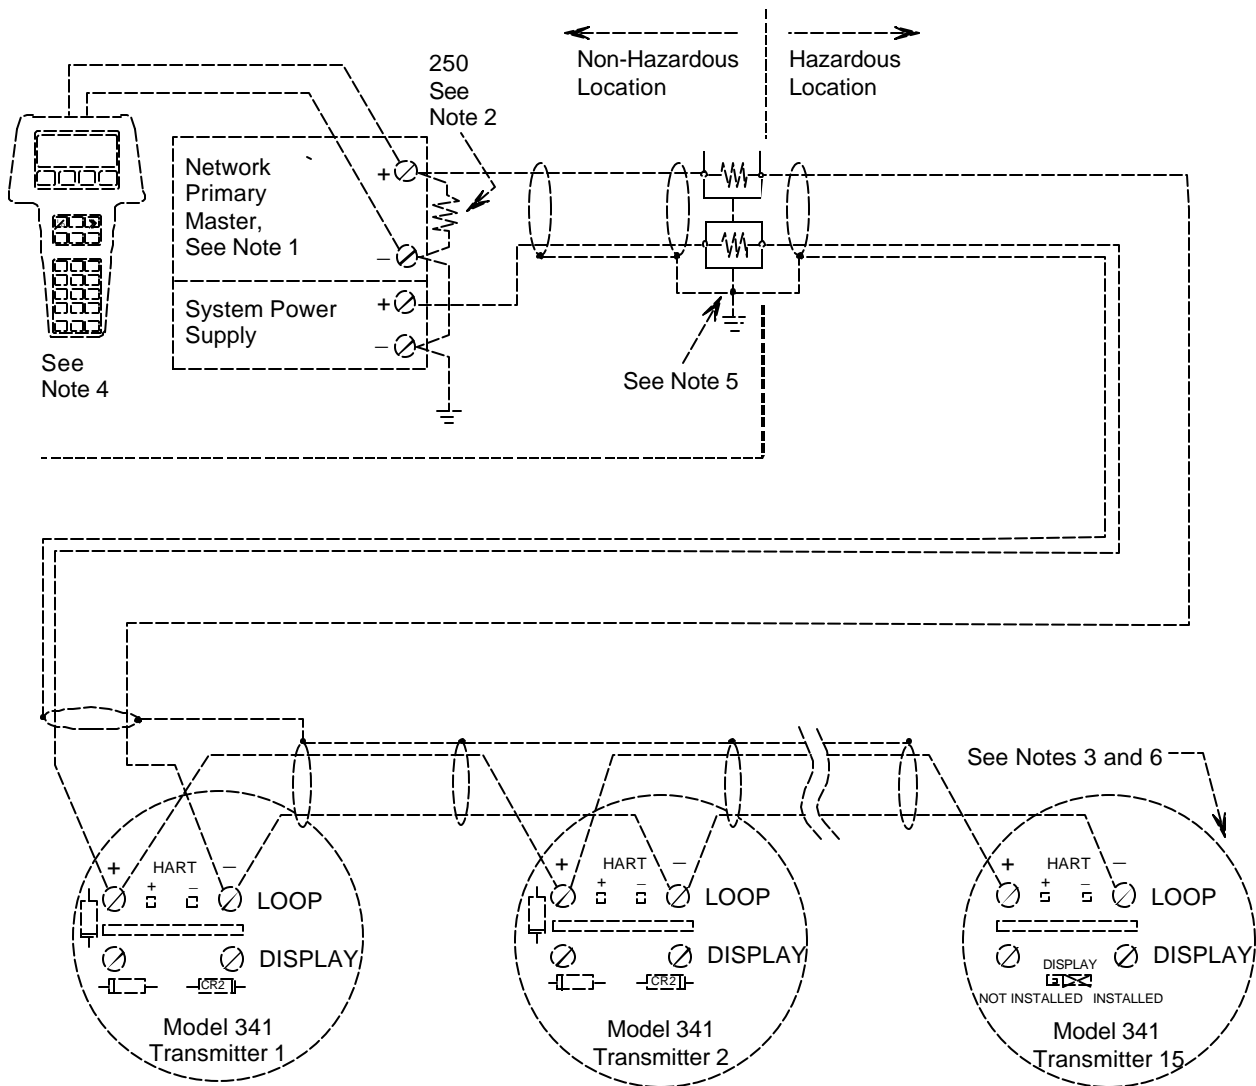 Non-Hazardous
Location
Hazardous
Location
250
See
Note 2
Network
Primary
Master,
See Note 1
+
–
System Power
Supply
+
–
See
Note 4
See Note 5
See Notes 3 and 6
+ HART –
+ –
LOOP
DISPLAY
CR2
Model 341
Transmitter 1
+ HART –
+ –
LOOP
DISPLAY
CR2
Model 341
Transmitter 2
+ HART –
+ –
LOOP
DISPLAY
DISPLAY
NOT INSTALLED INSTALLED
Model 341
Transmitter 15